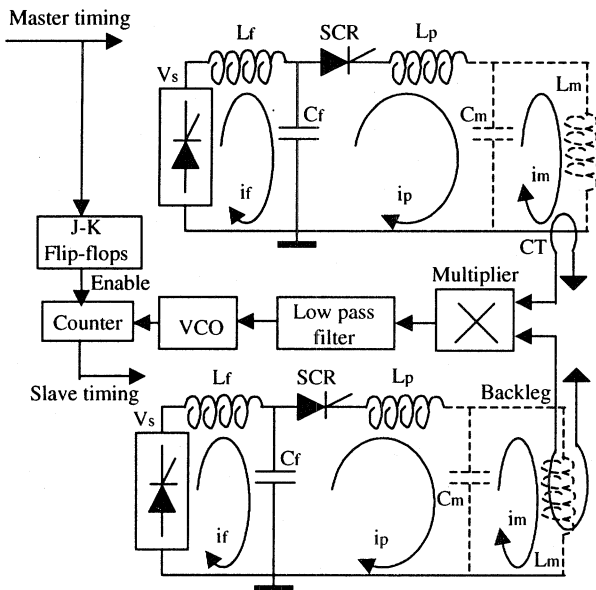 Master timing
Lf
SCR
Lp
Vs
Lm
Cf
Cm
if
ip
im
J-K
Flip-flops
CT
Enable
Multiplier
Counter
VCO
Low pass
filter
Slave timing
Lf
SCR
Lp
Backleg
Vs
Cf
Cm
if
ip
im
Lm